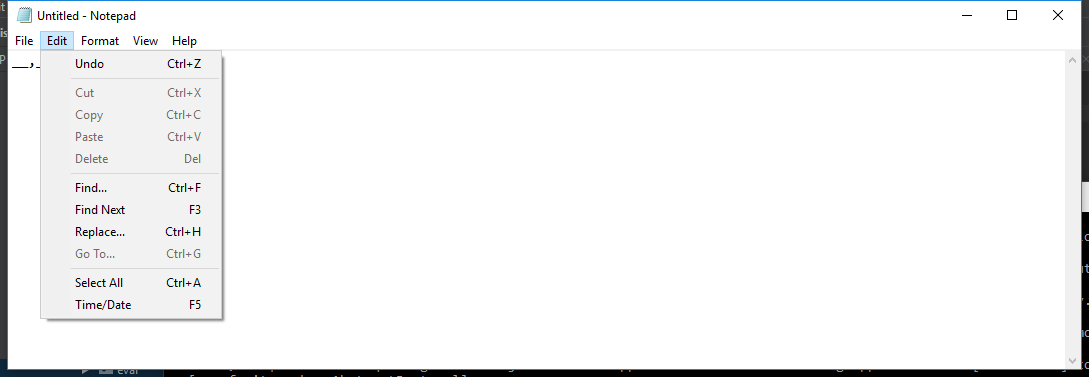 Untitled - Notepad
File Edit Format View Help
__,_
Undo Ctrl+Z
Cut Ctrl+X
Copy Ctrl+C
Paste Ctrl+V
Delete Del
Find... Ctrl+F
Find Next F3
Replace... Ctrl+H
Go To... Ctrl+G
Select All Ctrl+A
Time/Date F5
eval